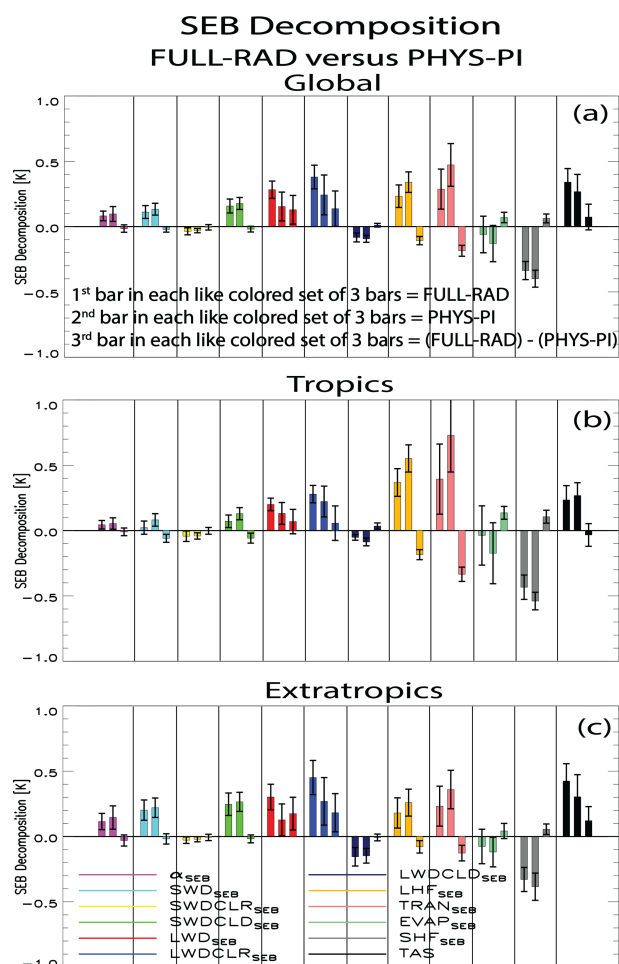 SEB Decomposition
FULL-RAD versus PHYS-PI
Global
1.0
(a)
0.5
SEB Decomposition [K]
0.0
−0.5
1st bar in each like colored set of 3 bars = FULL-RAD
2nd bar in each like colored set of 3 bars = PHYS-PI
3rd bar in each like colored set of 3 bars = (FULL-RAD) - (PHYS-PI)
−1.0
Tropics
1.0
(b)
0.5
SEB Decomposition [K]
0.0
−0.5
−1.0
Extratropics
1.0
(c)
0.5
SEB Decomposition [K]
0.0
−0.5
−1.0
QSEB
SWDSEB
SWDCLRSEB
SWDCLDSEB
LWDSEB
LWDCLRSEB
LWDCLDSEB
LHFSEB
TRANSEB
EVAPSEB
SHFSEB
TAS